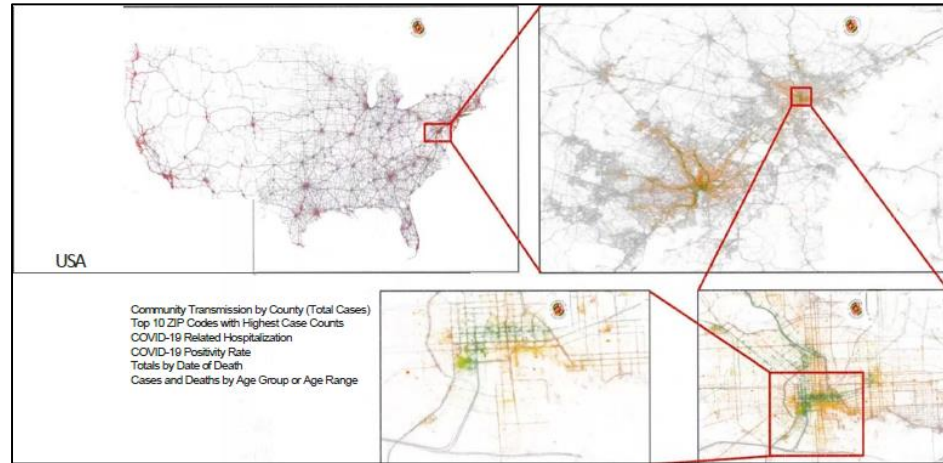 USA
Community Transmission by County (Total Cases)
Top 10 ZIP Codes with Highest Case Counts
COVID-19 Related Hospitalization
COVID-19 Positivity Rate
Totals by Date of Death
Cases and Deaths by Age Group or Age Range